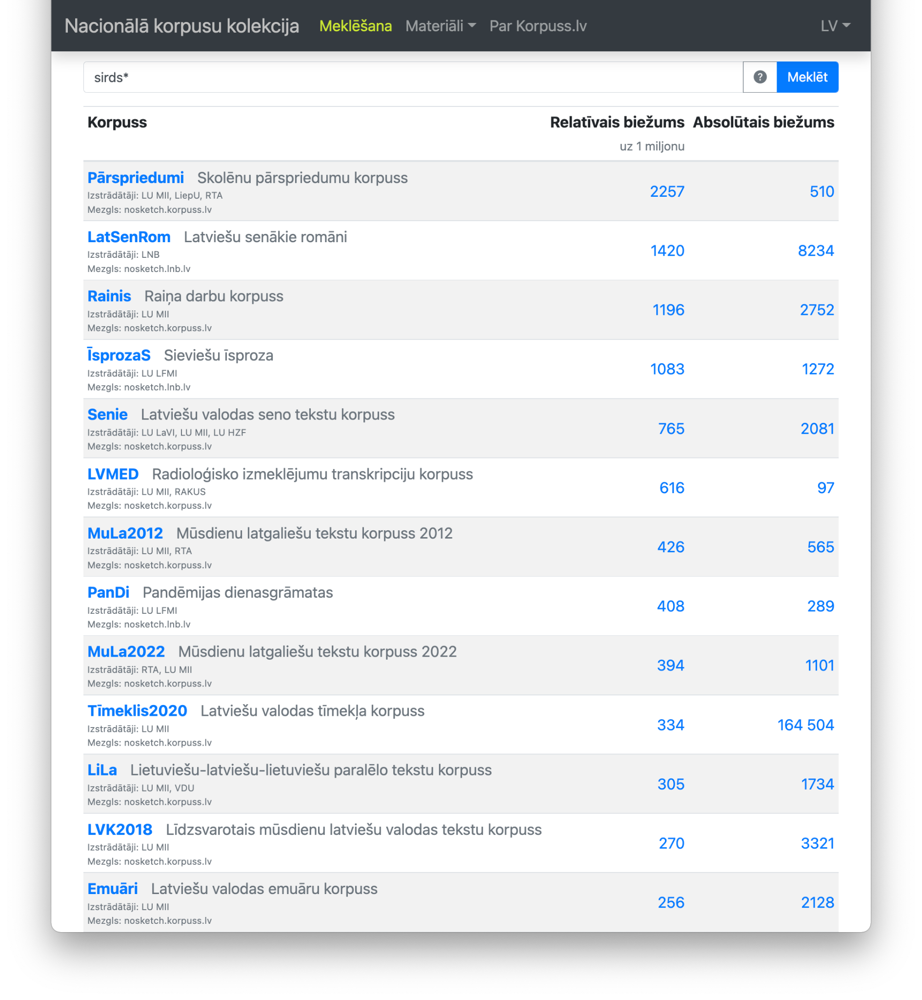 Nacionālā korpusu kolekcija Meklēšana Materiāli Par Korpuss.lv LV
sirds* ? Meklēt
Korpuss Relatīvais biežums Absolūtais biežums
uz 1 miljonu
Pārspriedumi Skolēnu pārspriedumu korpuss
Izstrādātāji: LU MII, LiepU, RTA
Mezgls: nosketch.korpuss.lv
2257 510
LatSenRom Latviešu senākie romāni
Izstrādātāji: LNB
Mezgls: nosketch.lnb.lv
1420 8234
Rainis Raiņa darbu korpuss
Izstrādātāji: LU MII
Mezgls: nosketch.korpuss.lv
1196 2752
ĪsprozaS Sieviešu īsproza
Izstrādātāji: LU LFMI
Mezgls: nosketch.lnb.lv
1083 1272
Senie Latviešu valodas seno tekstu korpuss
Izstrādātāji: LU LaVI, LU MII, LU HZF
Mezgls: nosketch.korpuss.lv
765 2081
LVMED Radioloģisko izmeklējumu transkripciju korpuss
Izstrādātāji: LU MII, RAKUS
Mezgls: nosketch.korpuss.lv
616 97
MuLa2012 Mūsdienu latgaliešu tekstu korpuss 2012
Izstrādātāji: LU MII, RTA
Mezgls: nosketch.korpuss.lv
426 565
PanDi Pandēmijas dienasgrāmatas
Izstrādātāji: LU LFMI
Mezgls: nosketch.lnb.lv
408 289
MuLa2022 Mūsdienu latgaliešu tekstu korpuss 2022
Izstrādātāji: RTA, LU MII
Mezgls: nosketch.korpuss.lv
394 1101
Tīmeklis2020 Latviešu valodas tīmekļa korpuss
Izstrādātāji: LU MII
Mezgls: nosketch.korpuss.lv
334 164 504
LiLa Lietuviešu-latviešu-lietuviešu paralēlo tekstu korpuss
Izstrādātāji: LU MII, VDU
Mezgls: nosketch.korpuss.lv
305 1734
LVK2018 Līdzsvarotais mūsdienu latviešu valodas tekstu korpuss
Izstrādātāji: LU MII
Mezgls: nosketch.korpuss.lv
270 3321
Emuāri Latviešu valodas emuāru korpuss
Izstrādātāji: LU MII
Mezgls: nosketch.korpuss.lv
256 2128